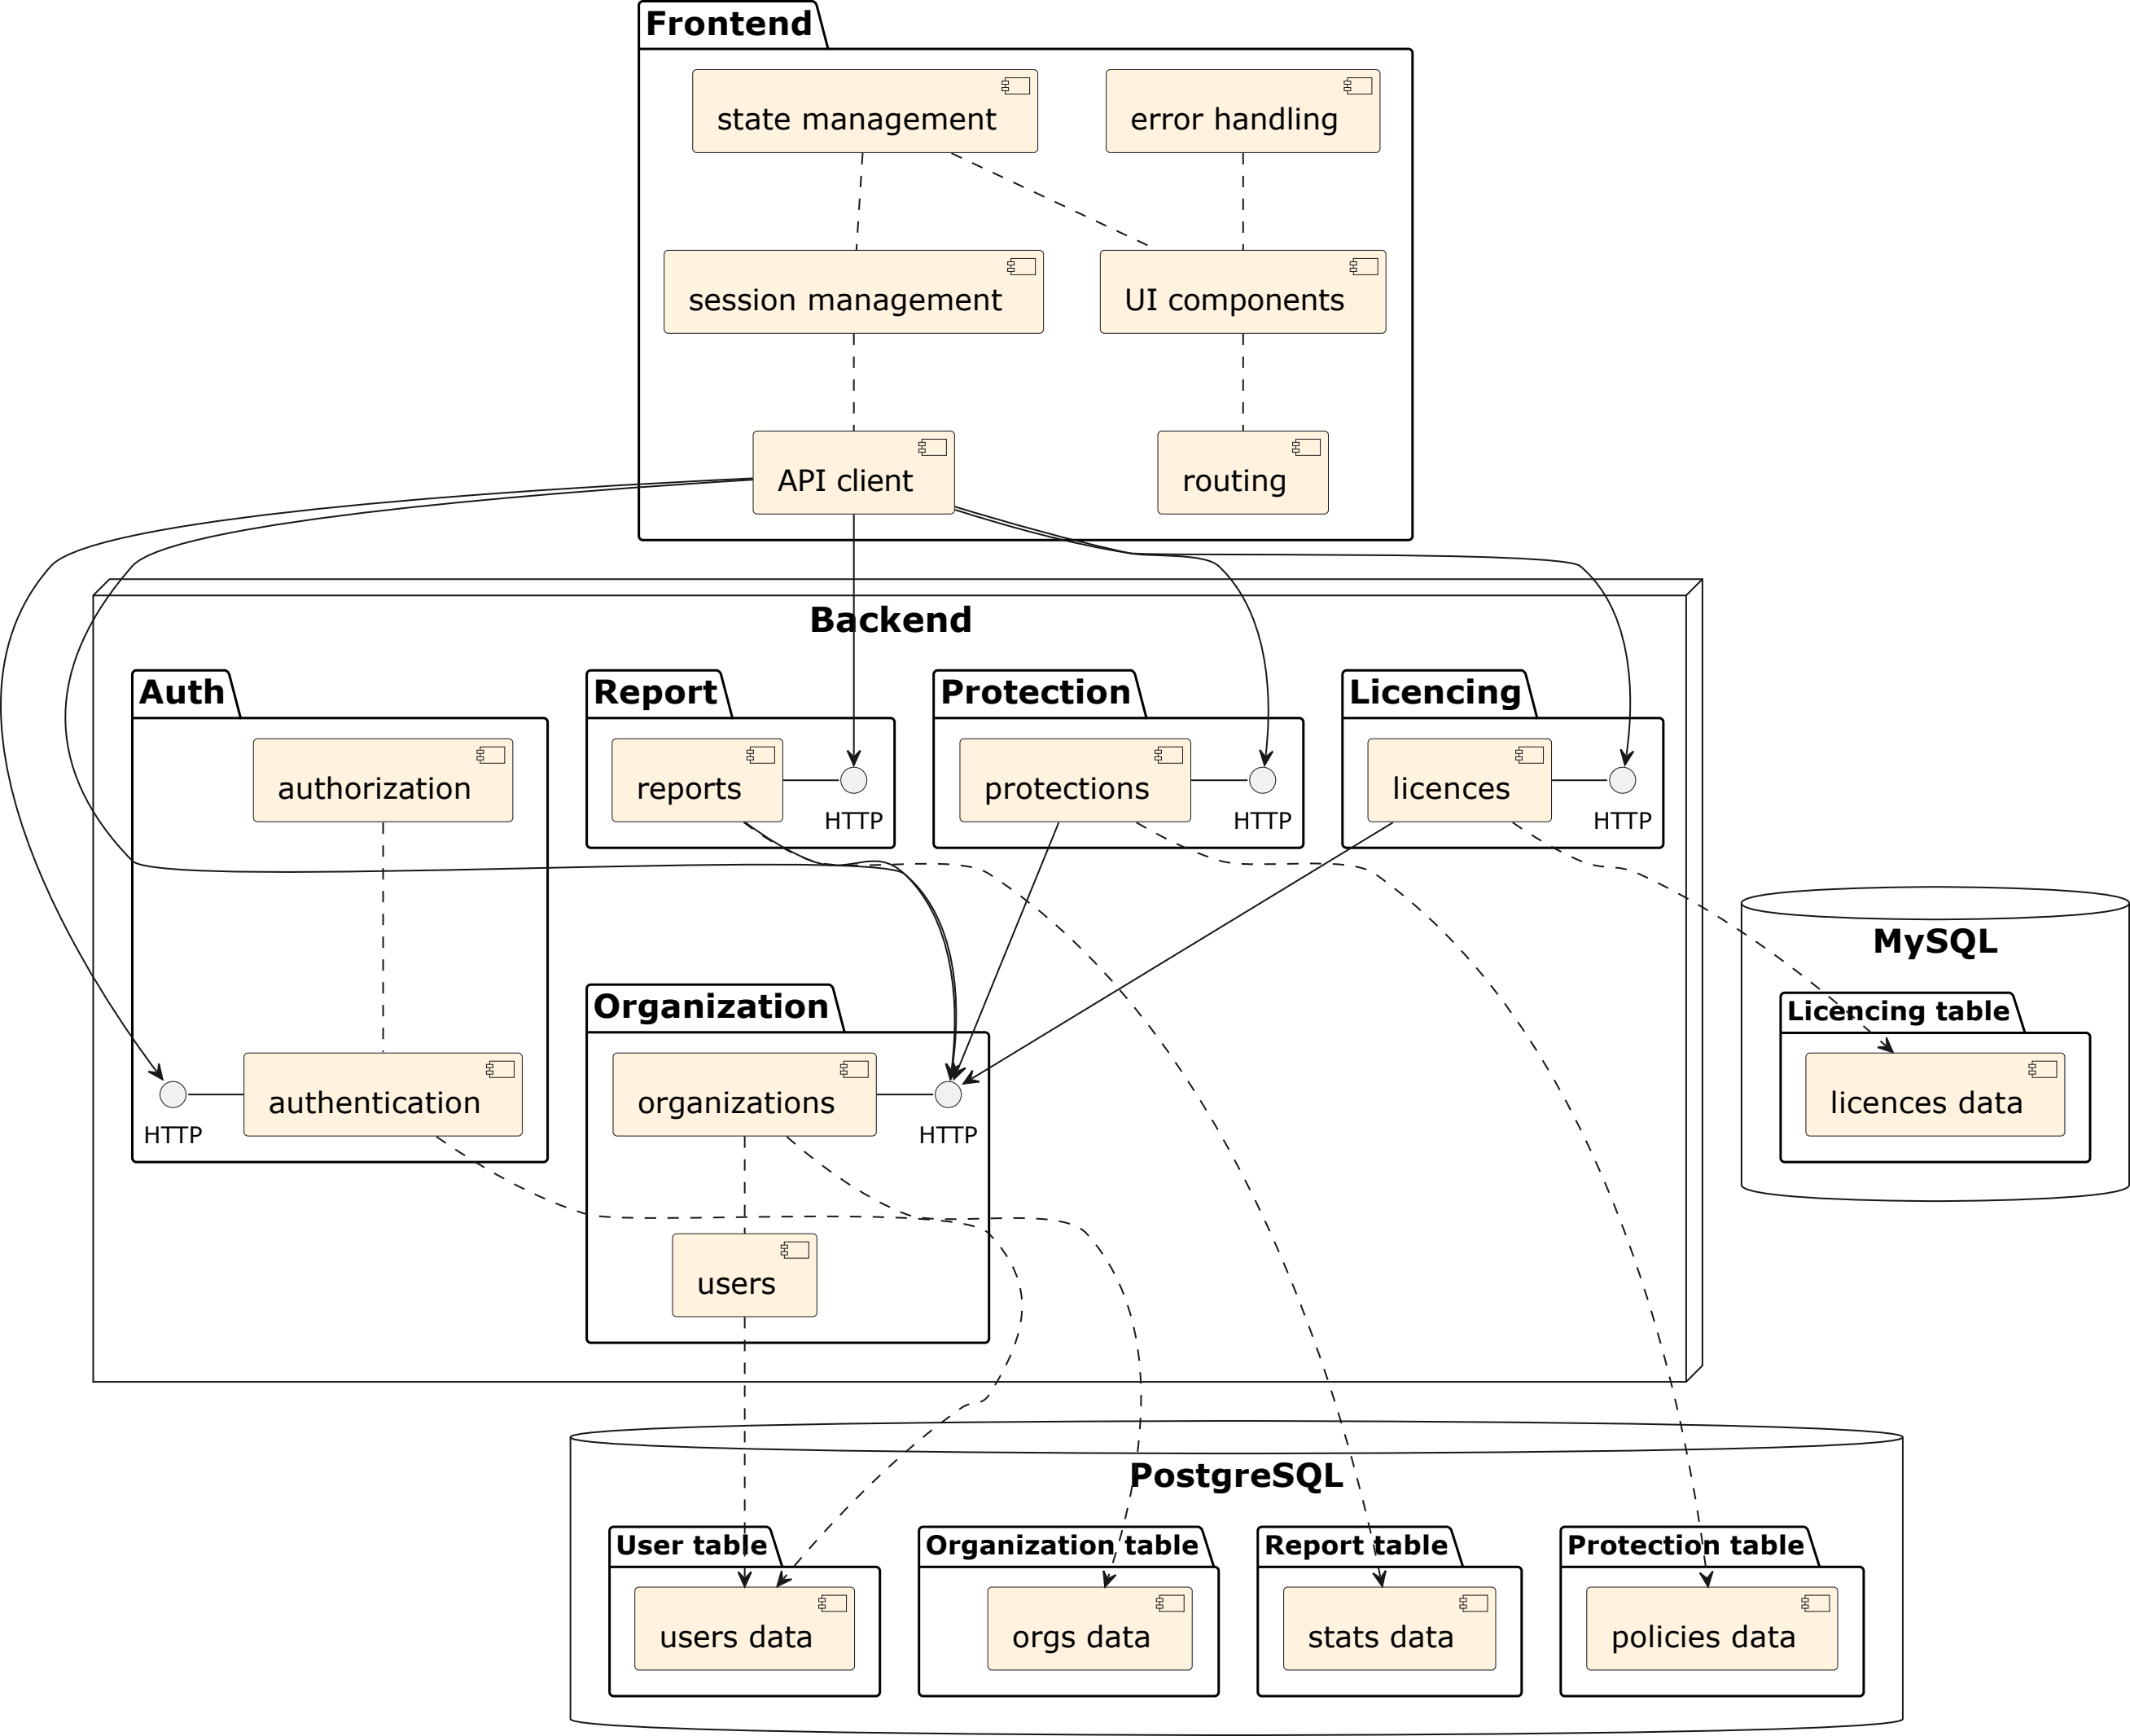 Frontend
state management
error handling
session management
UI components
API client
routing
Backend
Auth
Report
Protection
Licencing
authorization
reports
HTTP
protections
HTTP
licences
HTTP
MySQL
Licencing table
licences data
Organization
authentication
HTTP
organizations
HTTP
users
PostgreSQL
User table
Organization table
Report table
Protection table
users data
orgs data
stats data
policies data